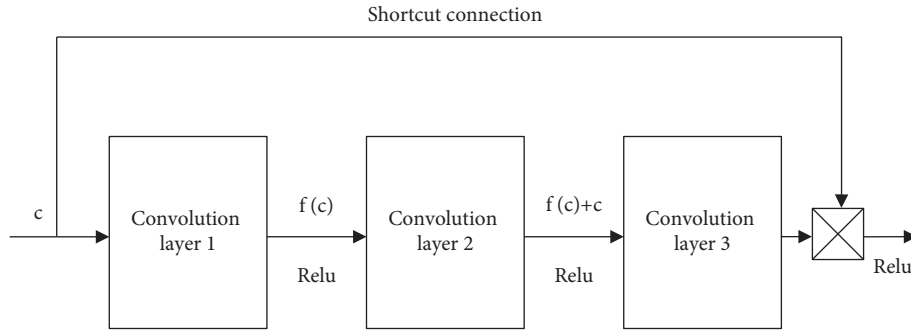 Shortcut connection
c
Convolution
layer 1
f (c)
Relu
Convolution
layer 2
f (c)+c
Relu
Convolution
layer 3
Relu